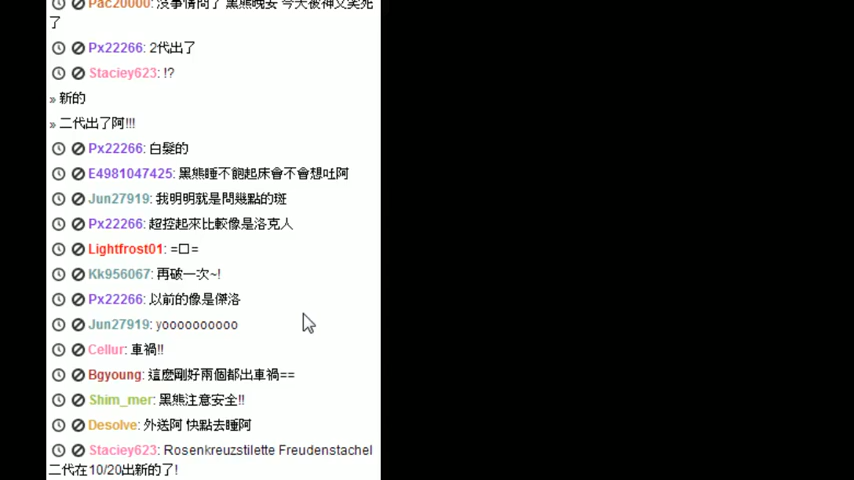 Pac20000: 沒事情問了 黑熊晚安 今天被神父笑死
了
Px22266: 2代出了
Staciey623: !?
» 新的
» 二代出了阿!!!
Px22266: 白髮的
E4981047425: 黑熊睡不飽起床會不會想吐阿
Jun27919: 我明明就是問幾點的斑
Px22266: 超控起來比較像是洛克人
Lightfrost01: =口=
Kk956067: 再破一次~!
Px22266: 以前的像是傑洛
Jun27919: yoooooooooo
Cellur: 車禍!!
Bgyoung: 這麼剛好兩個都出車禍==
Shim_mer: 黑熊注意安全!!
Desolve: 外送阿 快點去睡阿
Staciey623: Rosenkreuzstilette Freudenstachel
二代在10/20出新的了!